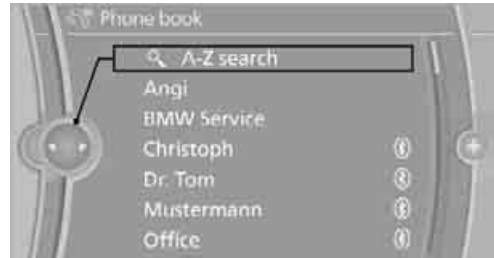 Phone book
A-Z search
Angi
BMW Service
Christoph
Dr. Tom
Mustermann
Office